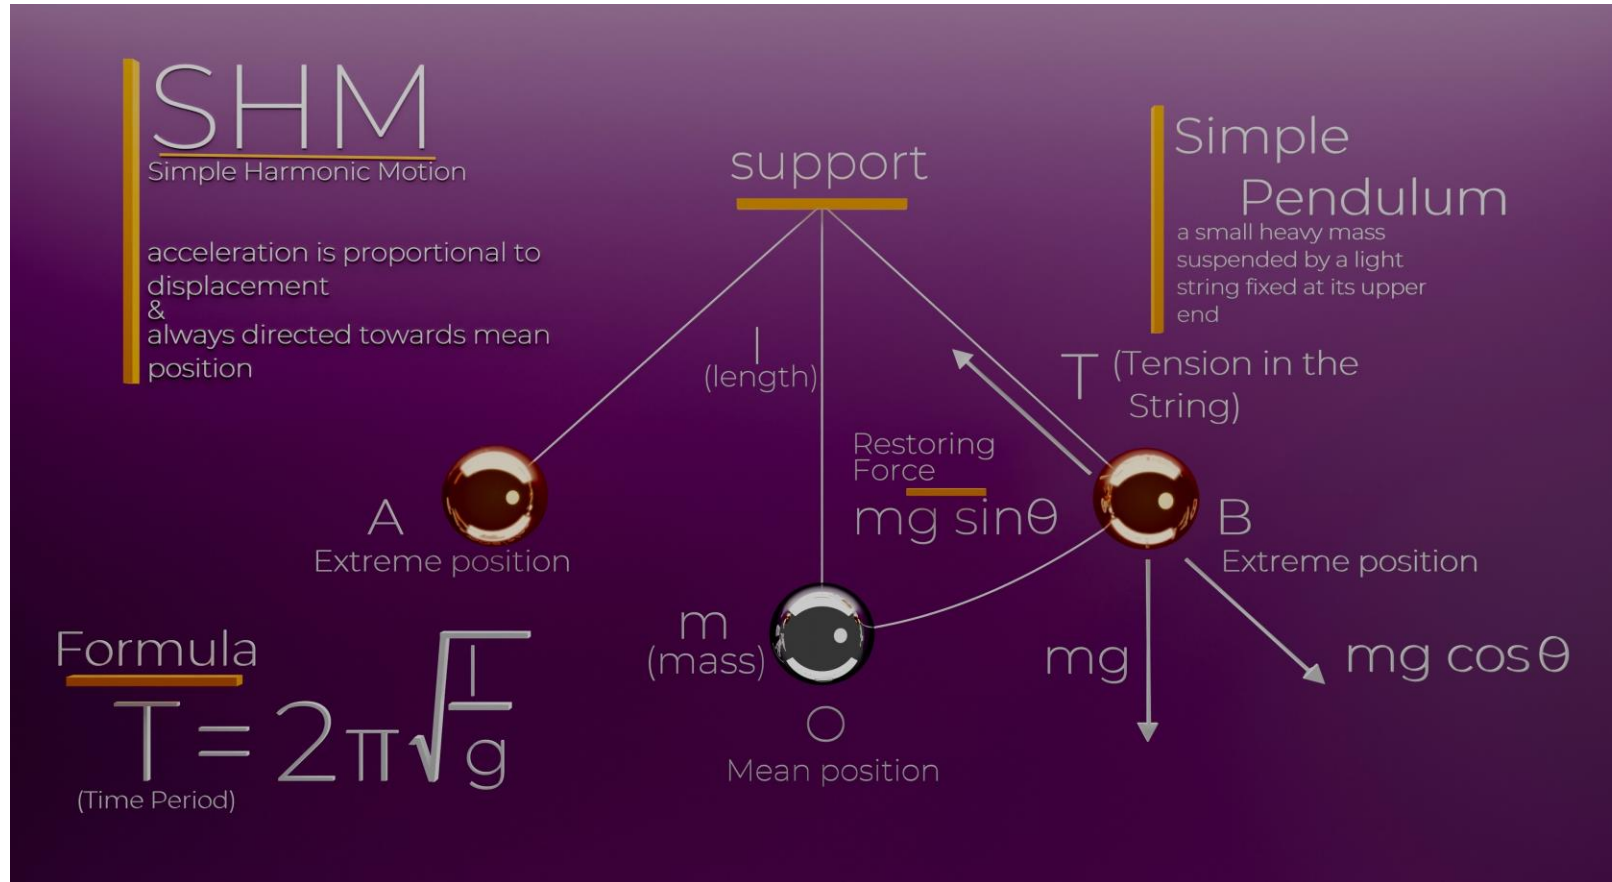 SHM
Simple Harmonic Motion
acceleration is proportional to
displacement
&
always directed towards mean
position
support
Simple
Pendulum
a small heavy mass
suspended by a light
string fixed at its upper
end
l
(length)
T (Tension in the
String)
Restoring
Force
mg sinθ
A
Extreme position
B
Extreme position
m
(mass)
mg
mg cos θ
O
Mean position
Formula
T = 2π√l/g
(Time Period)